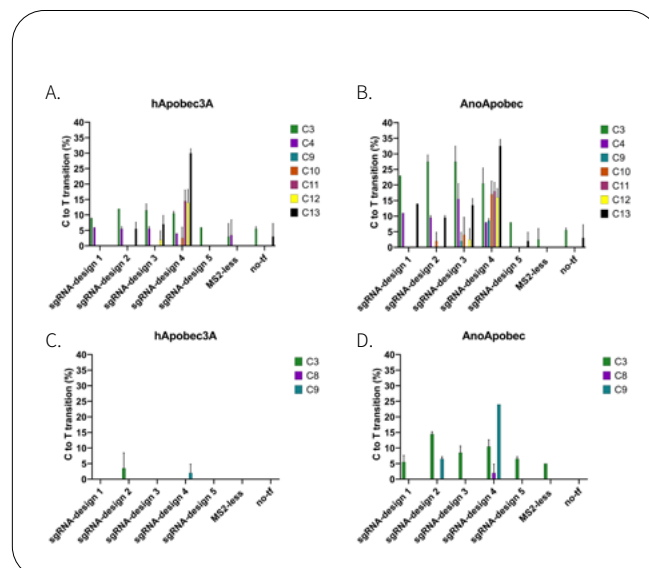 A.
hApobec3A
C to T transition (%)
40
35
30
25
20
15
10
5
0
sgRNA-design 1
sgRNA-design 2
sgRNA-design 3
sgRNA-design 4
sgRNA-design 5
MS2-less
no-tf
C3
C4
C9
C10
C11
C12
C13
B.
AnoApobec
C to T transition (%)
40
35
30
25
20
15
10
5
0
sgRNA-design 1
sgRNA-design 2
sgRNA-design 3
sgRNA-design 4
sgRNA-design 5
MS2-less
no-tf
C3
C4
C9
C10
C11
C12
C13
C.
hApobec3A
C to T transition (%)
40
35
30
25
20
15
10
5
0
sgRNA-design 1
sgRNA-design 2
sgRNA-design 3
sgRNA-design 4
sgRNA-design 5
MS2-less
no-tf
C3
C8
C9
D.
AnoApobec
C to T transition (%)
40
35
30
25
20
15
10
5
0
sgRNA-design 1
sgRNA-design 2
sgRNA-design 3
sgRNA-design 4
sgRNA-design 5
MS2-less
no-tf
C3
C8
C9